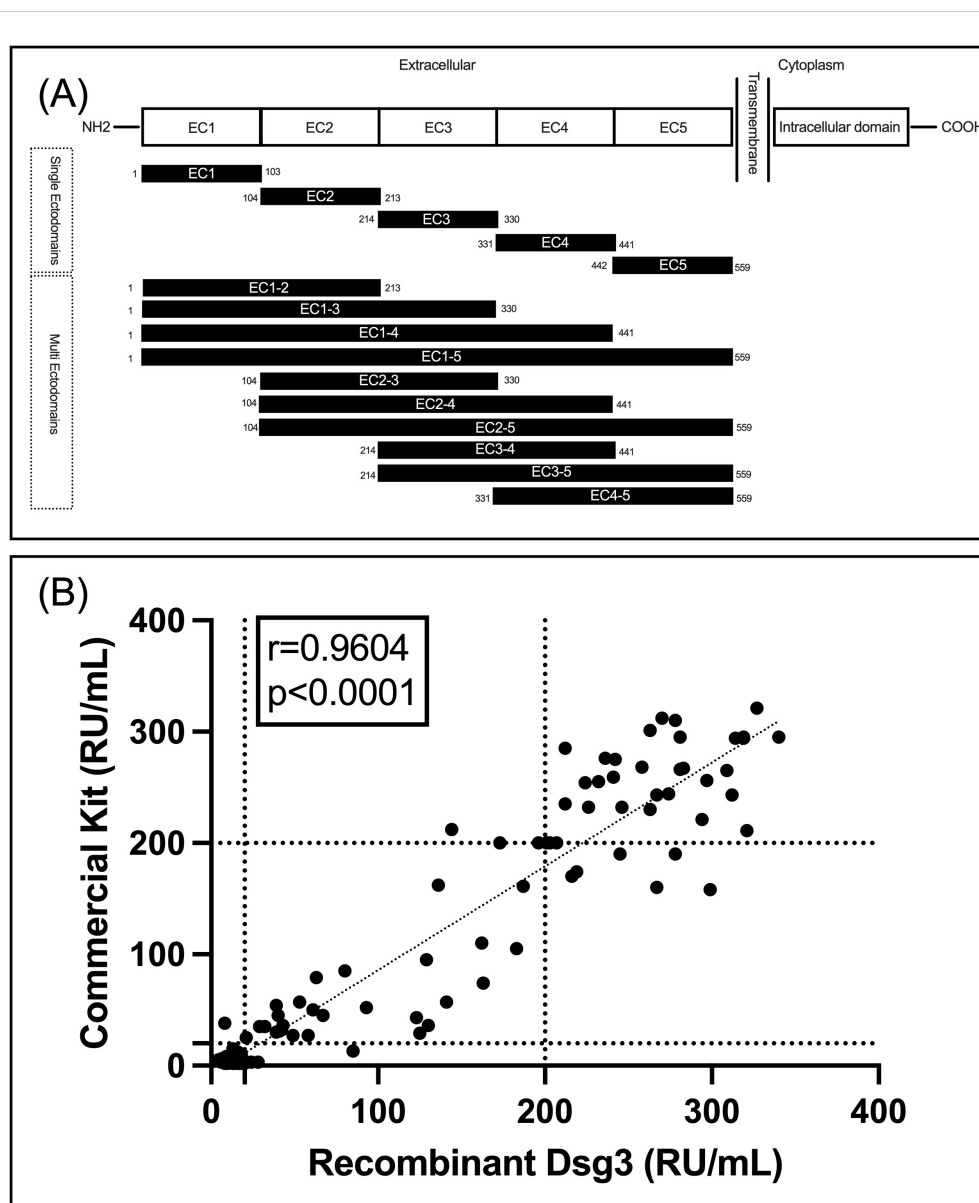 (A)
Extracellular
Cytoplasm
NH2
EC1
EC2
EC3
EC4
EC5
Transmembrane
Intracellular domain
COOH
Single Ectodomains
1 EC1 103
104 EC2 213
214 EC3 330
331 EC4 441
442 EC5 559
Multi Ectodomains
1 EC1-2 213
1 EC1-3 330
1 EC1-4 441
1 EC1-5 559
104 EC2-3 330
104 EC2-4 441
104 EC2-5 559
214 EC3-4 441
214 EC3-5 559
331 EC4-5 559
(B)
r=0.9604
p<0.0001
Commercial Kit (RU/mL)
400
300
200
100
0
0 100 200 300 400
Recombinant Dsg3 (RU/mL)